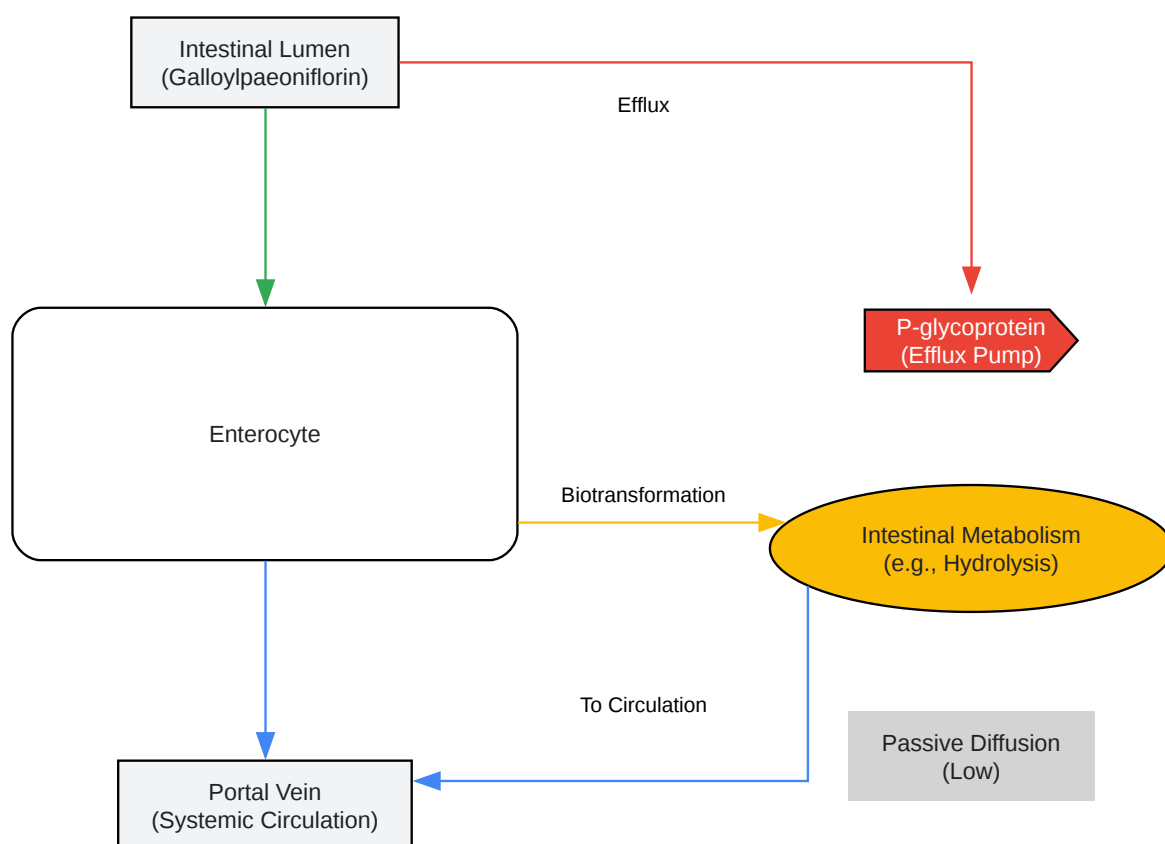 Intestinal Lumen
(Galloylpaeoniflorin)
Efflux
P-glycoprotein
(Efflux Pump)
Enterocyte
Biotransformation
Intestinal Metabolism
(e.g., Hydrolysis)
To Circulation
Passive Diffusion
(Low)
Portal Vein
(Systemic Circulation)